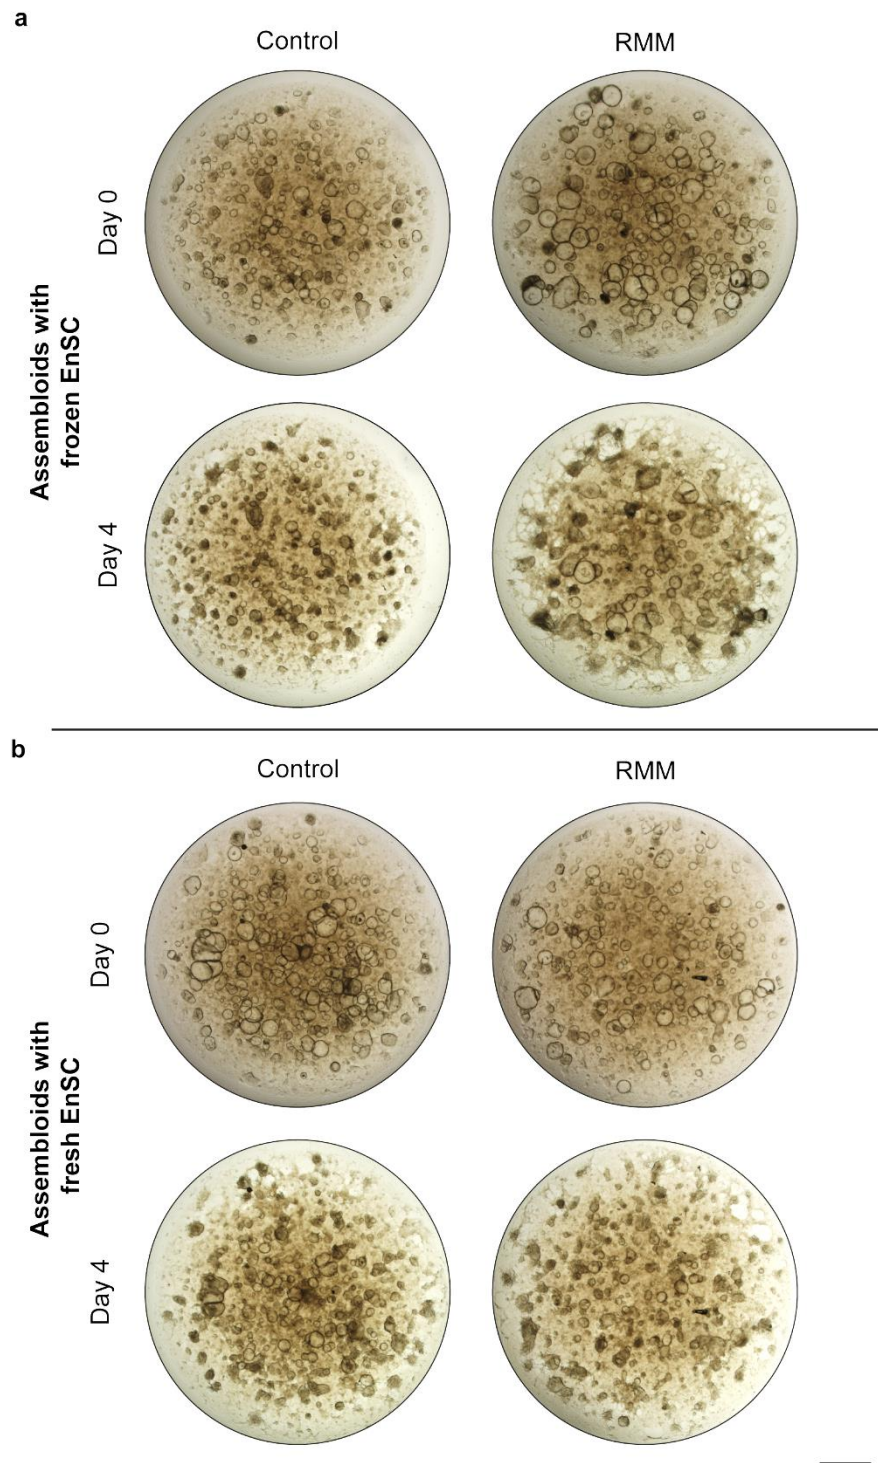 a
Control RMM
Day 0
Assembloids with
frozen EnSC
Day 4
b
Control RMM
Day 0
Assembloids with
fresh EnSC
Day 4